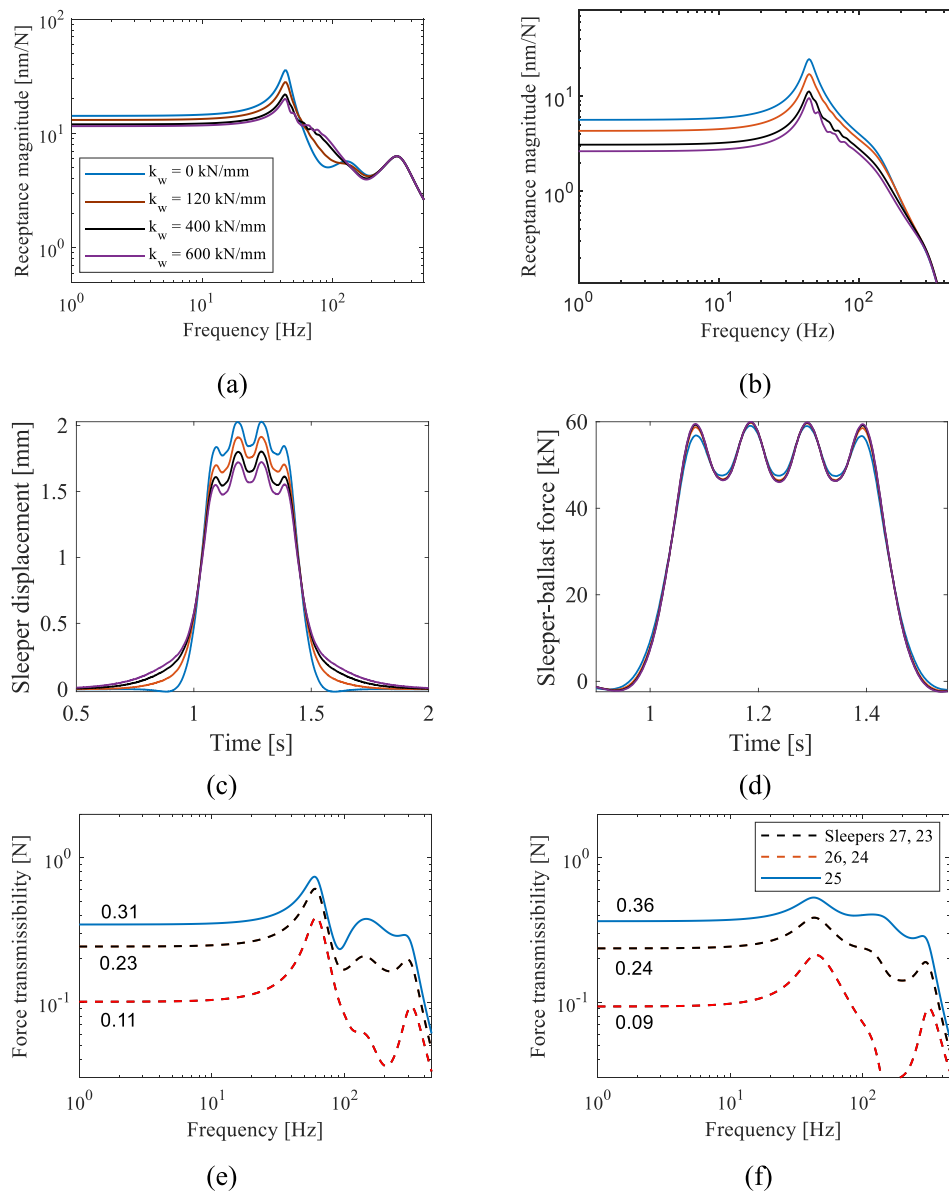 10^2
10^1
10^0
Receptance magnitude [nm/N]
k_w = 0 kN/mm
k_w = 120 kN/mm
k_w = 400 kN/mm
k_w = 600 kN/mm
10^0 10^1 10^2
Frequency [Hz]
(a)
10^1
10^0
Receptance magnitude [nm/N]
10^0 10^1 10^2
Frequency (Hz)
(b)
2
1.5
1
0.5
0
Sleeper displacement [mm]
0.5 1 1.5 2
Time [s]
(c)
60
40
20
0
Sleeper-ballast force [kN]
1 1.2 1.4
Time [s]
(d)
10^0
10^-1
Force transmissibility [N]
0.31
0.23
0.11
10^0 10^1 10^2
Frequency [Hz]
(e)
10^0
10^-1
Force transmissibility [N]
Sleepers 27, 23
26, 24
25
0.36
0.24
0.09
10^0 10^1 10^2
Frequency [Hz]
(f)